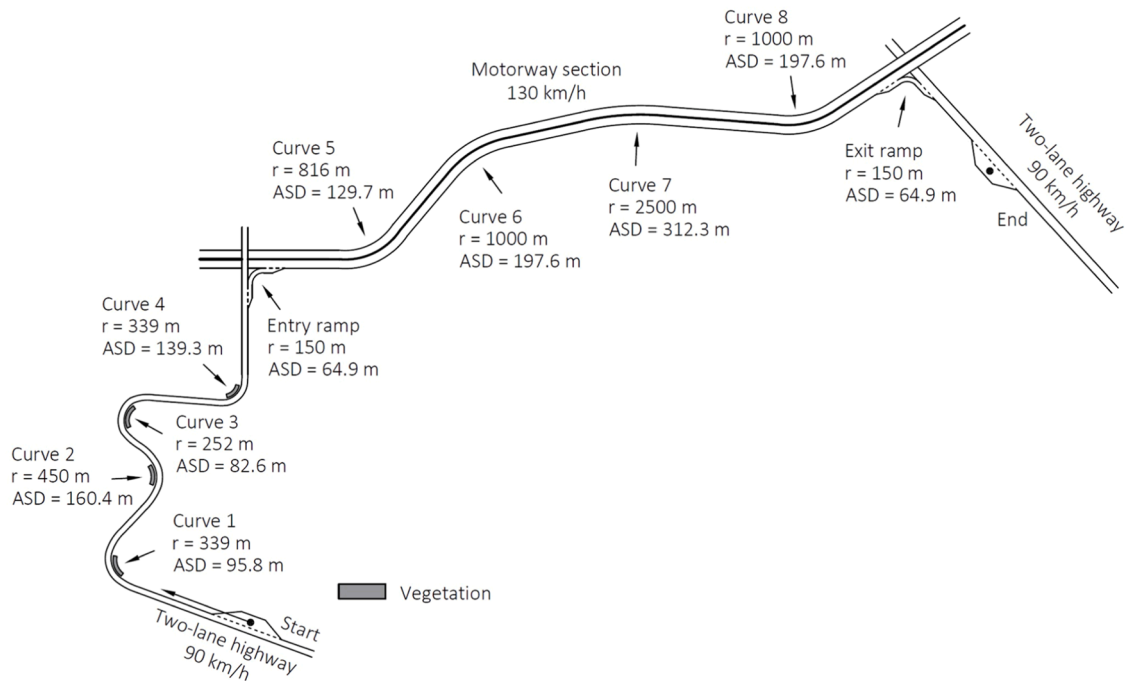 Curve 8
r = 1000 m
ASD = 197.6 m
Motorway section
130 km/h
Curve 5
r = 816 m
ASD = 129.7 m
Exit ramp
r = 150 m
ASD = 64.9 m
Two-lane highway
90 km/h
Curve 7
r = 2500 m
ASD = 312.3 m
Curve 6
r = 1000 m
ASD = 197.6 m
End
Curve 4
r = 339 m
ASD = 139.3 m
Entry ramp
r = 150 m
ASD = 64.9 m
Curve 3
r = 252 m
ASD = 82.6 m
Curve 2
r = 450 m
ASD = 160.4 m
Curve 1
r = 339 m
ASD = 95.8 m
Vegetation
Start
Two-lane highway
90 km/h